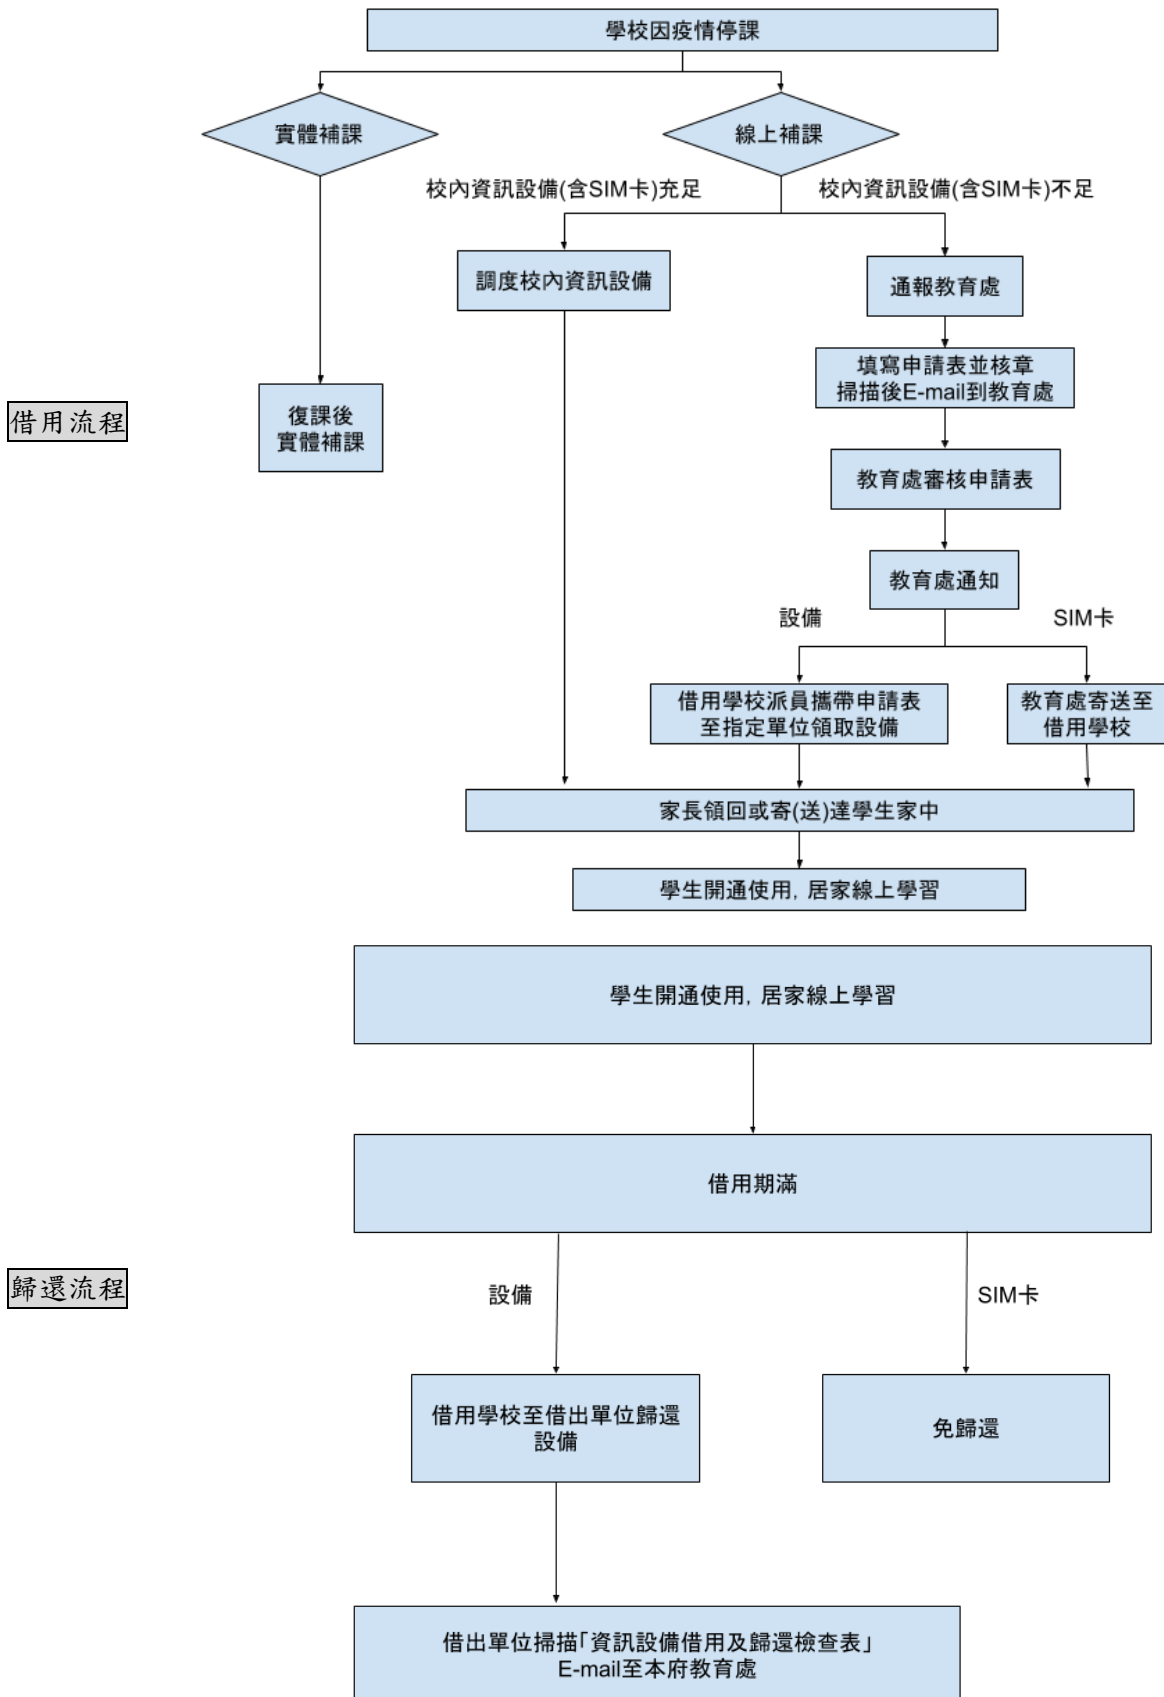 學校因疫情停課
實體補課
線上補課
校內資訊設備(含SIM卡)充足
校內資訊設備(含SIM卡)不足
調度校內資訊設備
通報教育處
填寫申請表並核章
掃描後E-mail到教育處
借用流程
復課後
實體補課
教育處審核申請表
教育處通知
設備
SIM卡
借用學校派員攜帶申請表
至指定單位領取設備
教育處寄送至
借用學校
家長領回或寄(送)達學生家中
學生開通使用, 居家線上學習
學生開通使用, 居家線上學習
借用期滿
歸還流程
設備
SIM卡
借用學校至借出單位歸還
設備
免歸還
借出單位掃描「資訊設備借用及歸還檢查表」
E-mail至本府教育處